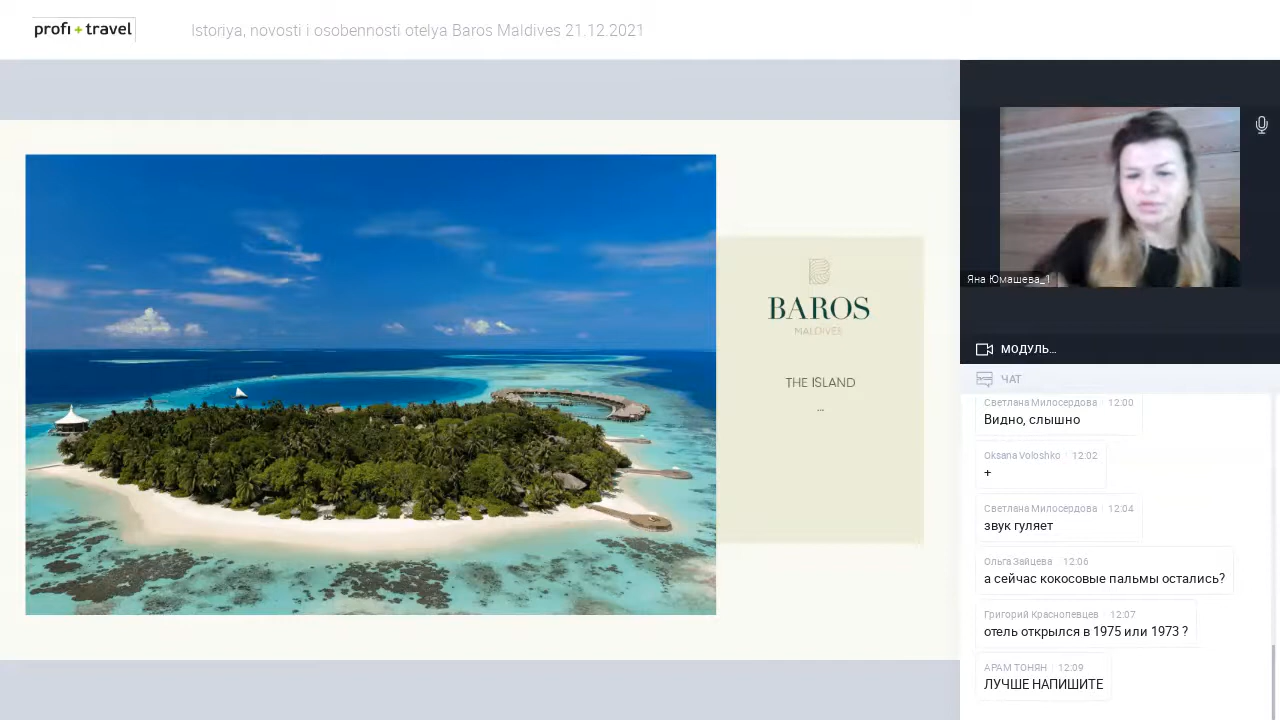 profi + travel
Istoriya, novosti i osobennosti otelya Baros Maldives 21.12.2021
BAROS
MALDIVES
THE ISLAND
...
Яна Юмашева_1
МОДУЛЬ...
ЧАТ
Светлана Милосердова 12:00
Видно, слышно
Oksana Voloshko 12:02
+
Светлана Милосердова 12:04
звук гуляет
Ольга Зайцева 12:06
а сейчас кокосовые пальмы остались?
Григорий Краснопевцев 12:07
отель открылся в 1975 или 1973 ?
АРАМ ТОНЯН 12:09
ЛУЧШЕ НАПИШИТЕ